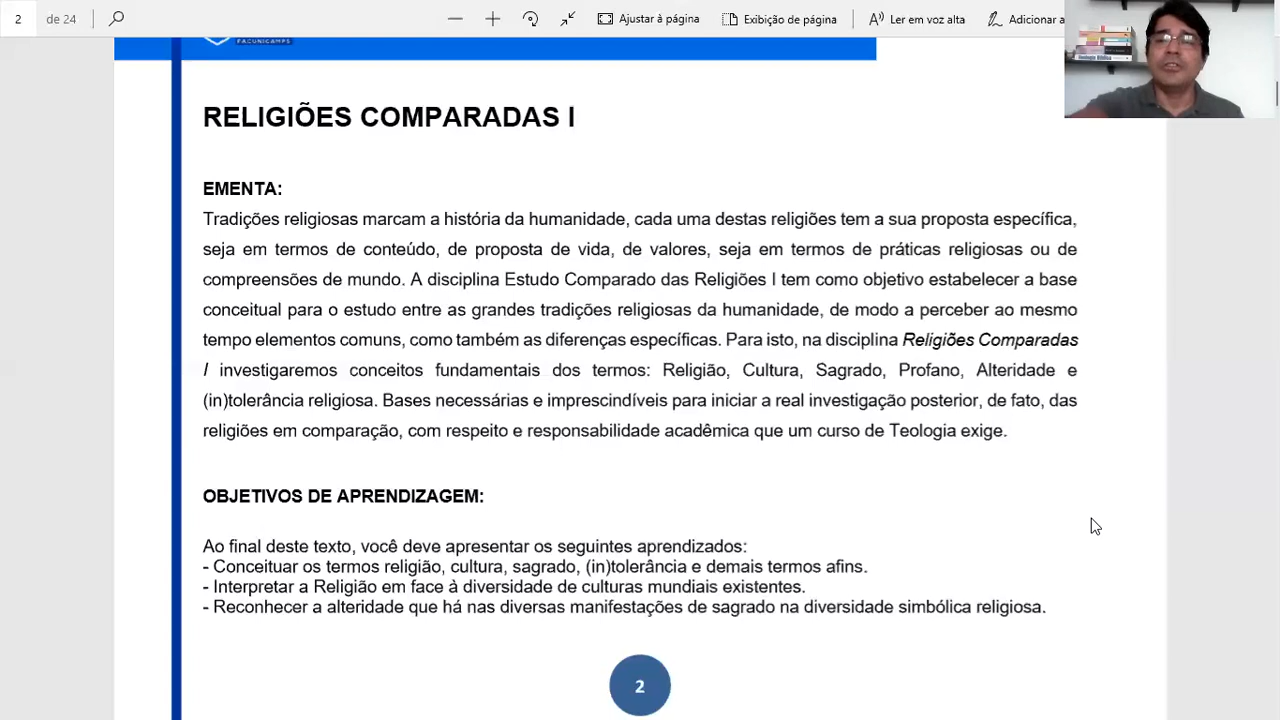 2 de 24 Ajustar à página Exibição de página Ler em voz alta Adicionar a
FACUNICAMPS
RELIGIÕES COMPARADAS I
EMENTA:
Tradições religiosas marcam a história da humanidade, cada uma destas religiões tem a sua proposta específica,
seja em termos de conteúdo, de proposta de vida, de valores, seja em termos de práticas religiosas ou de
compreensões de mundo. A disciplina Estudo Comparado das Religiões I tem como objetivo estabelecer a base
conceitual para o estudo entre as grandes tradições religiosas da humanidade, de modo a perceber ao mesmo
tempo elementos comuns, como também as diferenças específicas. Para isto, na disciplina Religiões Comparadas
I investigaremos conceitos fundamentais dos termos: Religião, Cultura, Sagrado, Profano, Alteridade e
(in)tolerância religiosa. Bases necessárias e imprescindíveis para iniciar a real investigação posterior, de fato, das
religiões em comparação, com respeito e responsabilidade acadêmica que um curso de Teologia exige.
OBJETIVOS DE APRENDIZAGEM:
Ao final deste texto, você deve apresentar os seguintes aprendizados:
- Conceituar os termos religião, cultura, sagrado, (in)tolerância e demais termos afins.
- Interpretar a Religião em face à diversidade de culturas mundiais existentes.
- Reconhecer a alteridade que há nas diversas manifestações de sagrado na diversidade simbólica religiosa.
2